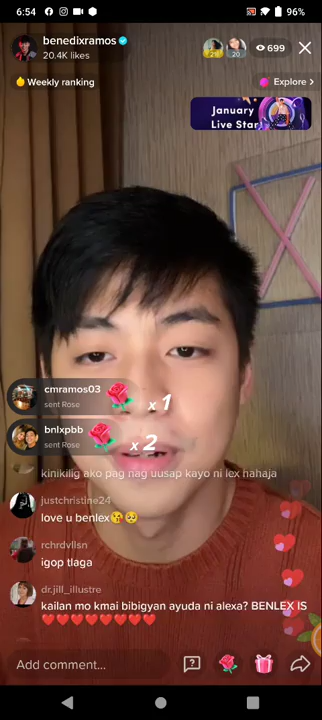 6:54
96%
benedixramos
20.4K likes
699
Weekly ranking
Explore >
January
Live Star
cmramos03
sent Rose
x 1
bnlxpbb
sent Rose
x 2
kinikilig ako pag nag uusap kayo ni lex hahaja
justchristine24
love u benlex😘🥺
rchrdvllsn
igop tlaga
dr.jill_illustre
kailan mo kmai bibigyan ayuda ni alexa? BENLEX IS
❤️❤️❤️❤️❤️❤️❤️❤️
Add comment...